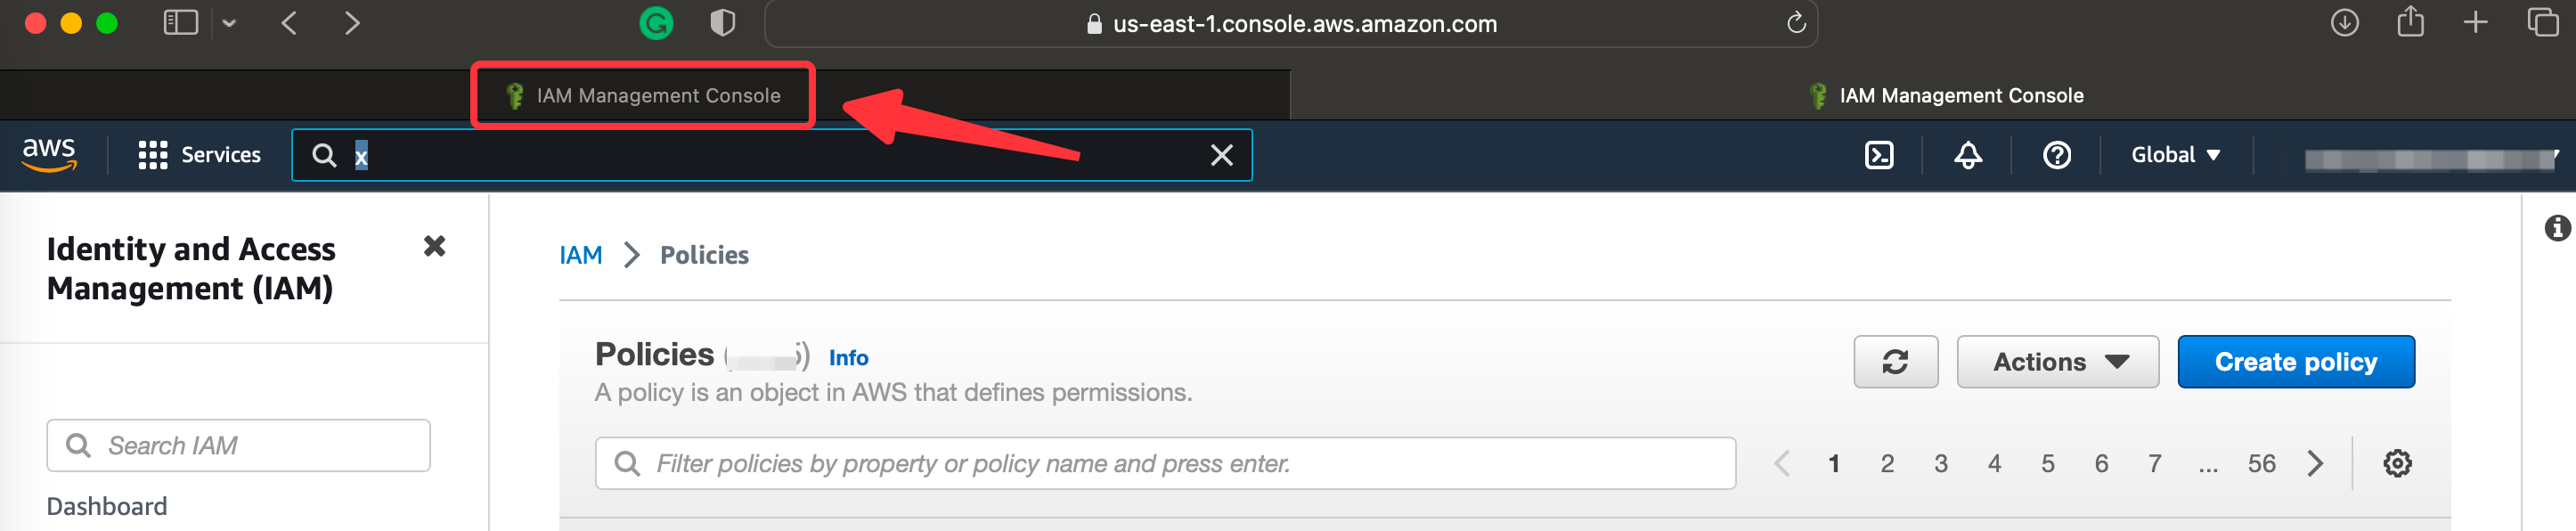 us-east-1.console.aws.amazon.com
IAM Management Console
IAM Management Console
aws
Services
x
Global
Identity and Access
Management (IAM)
Search IAM
Dashboard
IAM > Policies
Policies Info
A policy is an object in AWS that defines permissions.
Actions
Create policy
Filter policies by property or policy name and press enter.
1 2 3 4 5 6 7 ... 56